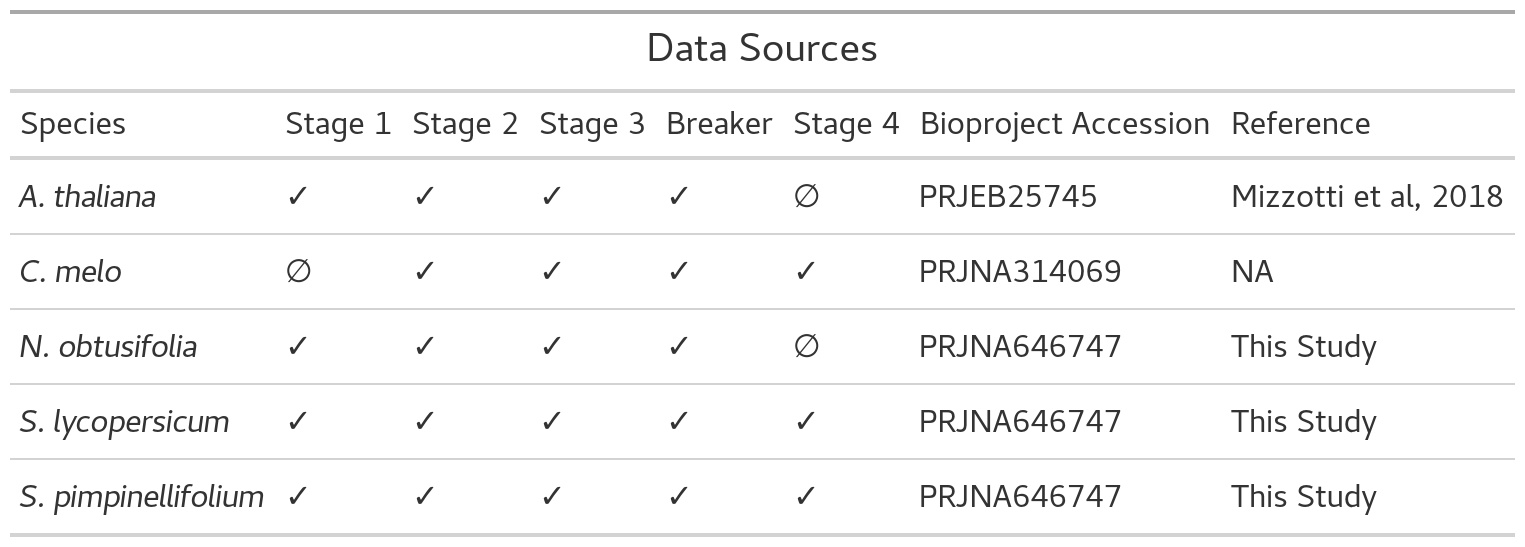 Data Sources
Species Stage 1 Stage 2 Stage 3 Breaker Stage 4 Bioproject Accession Reference
A. thaliana ✓ ✓ ✓ ✓ ∅ PRJEB25745 Mizzotti et al, 2018
C. melo ∅ ✓ ✓ ✓ ✓ PRJNA314069 NA
N. obtusifolia ✓ ✓ ✓ ✓ ∅ PRJNA646747 This Study
S. lycopersicum ✓ ✓ ✓ ✓ ✓ PRJNA646747 This Study
S. pimpinellifolium ✓ ✓ ✓ ✓ ✓ PRJNA646747 This Study